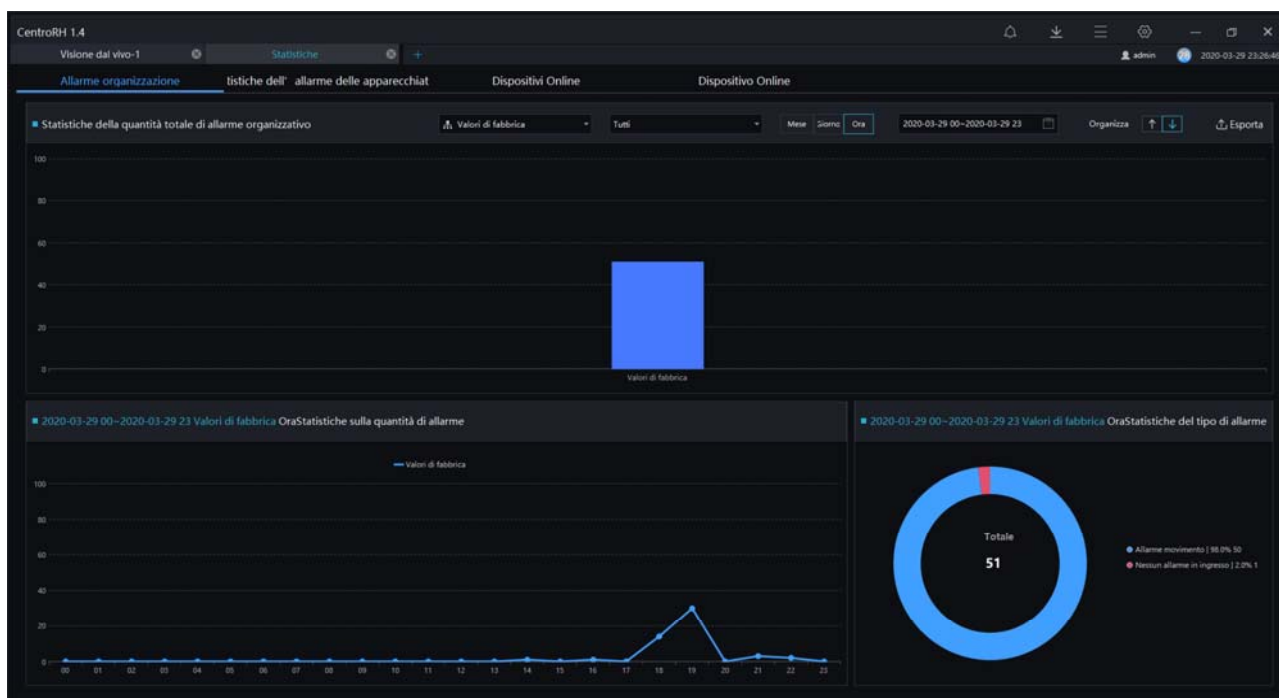 CentroRH 1.4
Visione dal vivo-1
Statistiche
+
admin
2020-03-29 23:26:46
Allarme organizzazione
tistiche dell' allarme delle apparecchiat
Dispositivi Online
Dispositivo Online
Statistiche della quantità totale di allarme organizzativo
Valori di fabbrica
Tutti
Mese
Giorno
Ora
2020-03-29 00~2020-03-29 23
Organizza
Esporta
100
80
60
40
20
0
Valori di fabbrica
2020-03-29 00~2020-03-29 23 Valori di fabbrica OraStatistiche sulla quantità di allarme
Valori di fabbrica
100
80
60
40
20
0
00 01 02 03 04 05 06 07 08 09 10 11 12 13 14 15 16 17 18 19 20 21 22 23
2020-03-29 00~2020-03-29 23 Valori di fabbrica OraStatistiche del tipo di allarme
Totale
51
Allarme movimento | 98.0% 50
Nessun allarme in ingresso | 2.0% 1